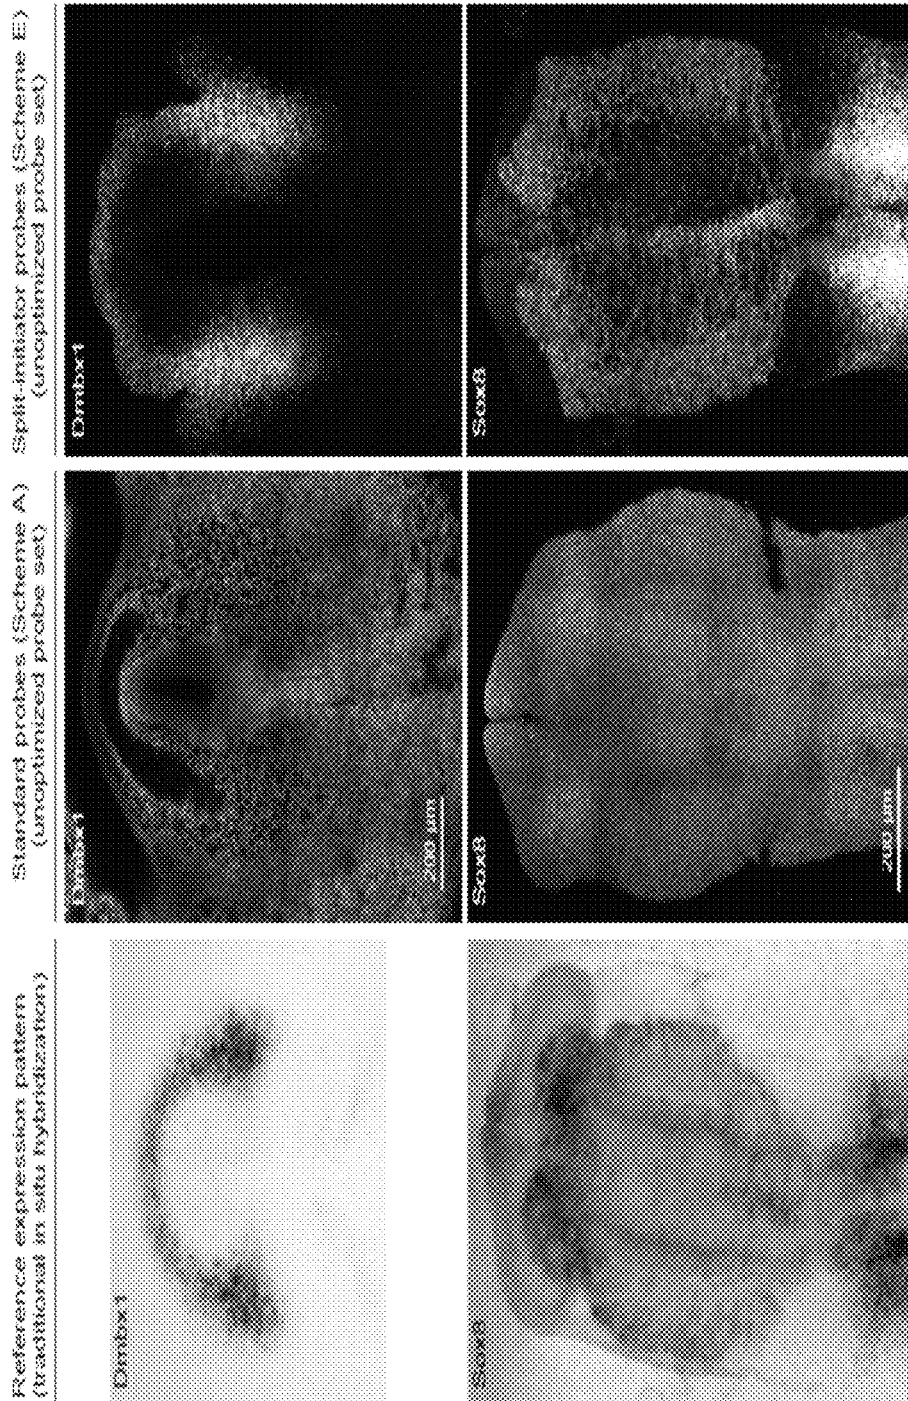 Reference expression pattern
(traditional in situ hybridization)
Standard probes (Scheme A)
(unoptimized probe set)
Split-initiator probes (Scheme E)
(unoptimized probe set)
Dmbx1
Dmbx1
200 μm
Dmbx1
Sox8
Sox8
200 μm
Sox8